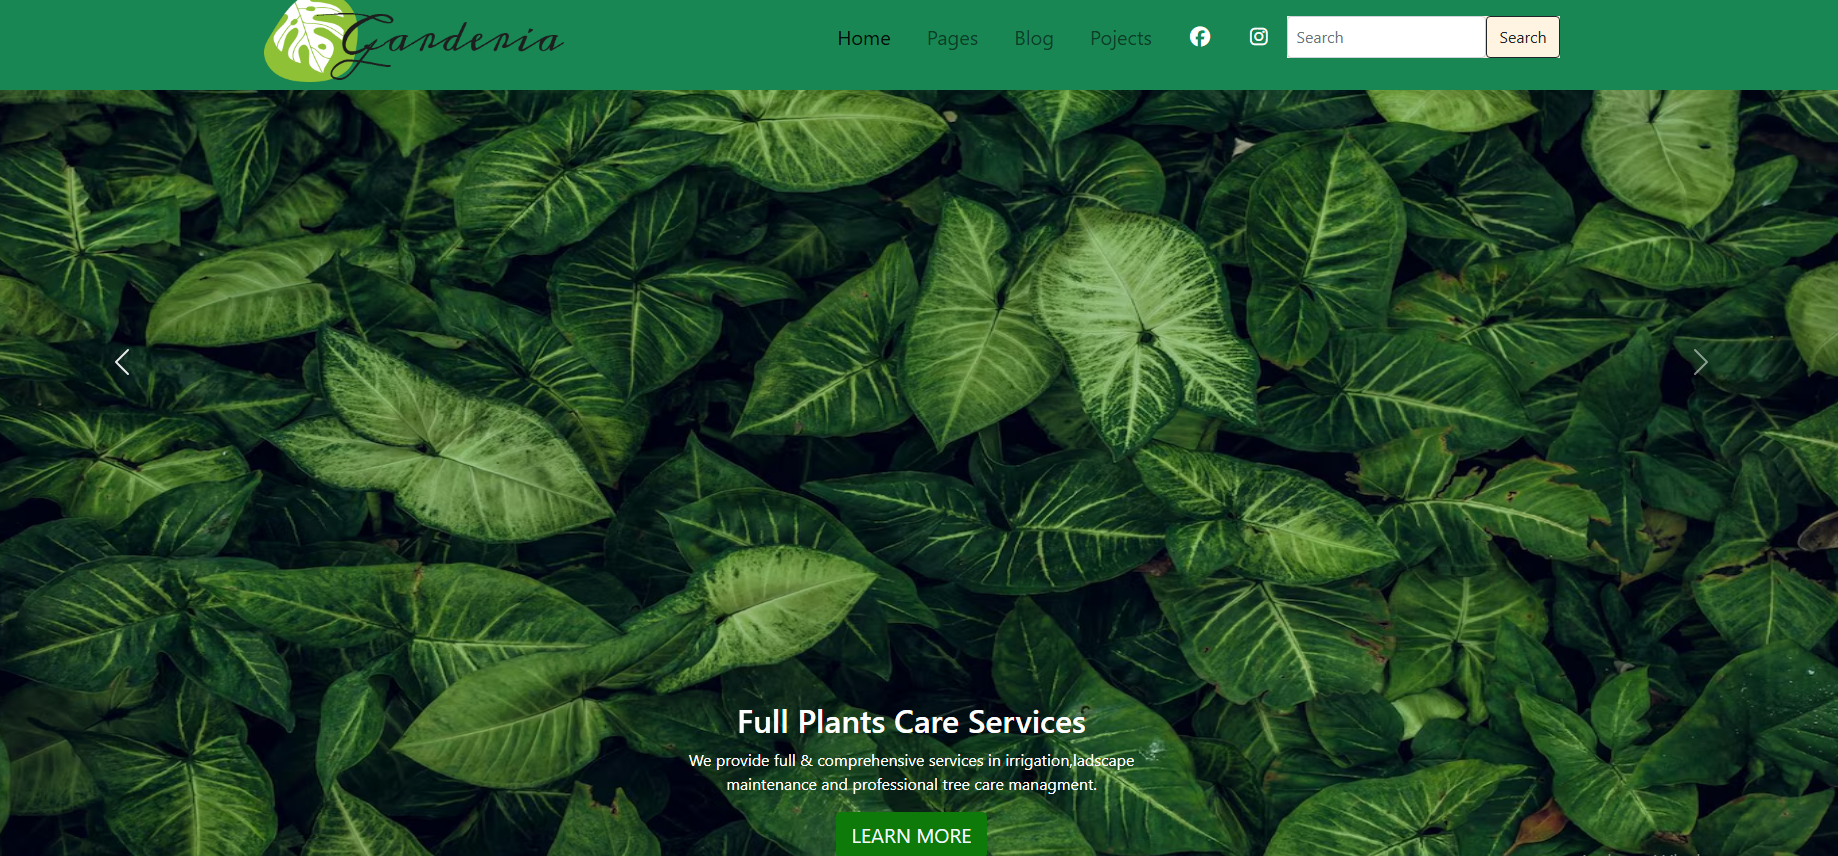 Garderia
Home Pages Blog Pojects Search Search
Full Plants Care Services
We provide full & comprehensive services in irrigation,ladscape
maintenance and professional tree care managment.
LEARN MORE